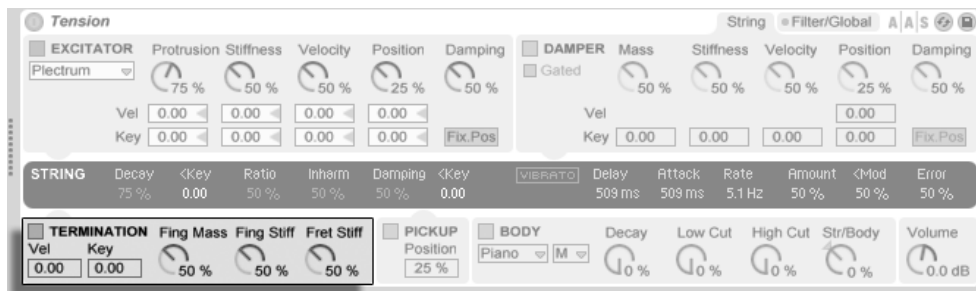 Tension String Filter/Global A A S
EXCITATOR Protrusion Stiffness Velocity Position Damping
Plectrum 75 % 50 % 50 % 25 % 50 %
Vel 0.00 0.00 0.00 0.00
Key 0.00 0.00 0.00 0.00 Fix.Pos
DAMPER Mass Stiffness Velocity Position Damping
Gated 50 % 50 % 50 % 25 % 50 %
Vel 0.00
Key 0.00 0.00 0.00 0.00 Fix.Pos
STRING Decay <Key Ratio Inharm Damping <Key VIBRATO Delay Attack Rate Amount <Mod Error
75 % 0.00 50 % 50 % 50 % 0.00 509 ms 509 ms 5.1 Hz 50 % 50 % 50 %
TERMINATION Fing Mass Fing Stiff Fret Stiff
Vel Key
0.00 0.00 50 % 50 % 50 %
PICKUP
Position
25 %
BODY Decay Low Cut High Cut Str/Body
Piano M 0 % 0 % 0 % 0 %
Volume
0.0 dB